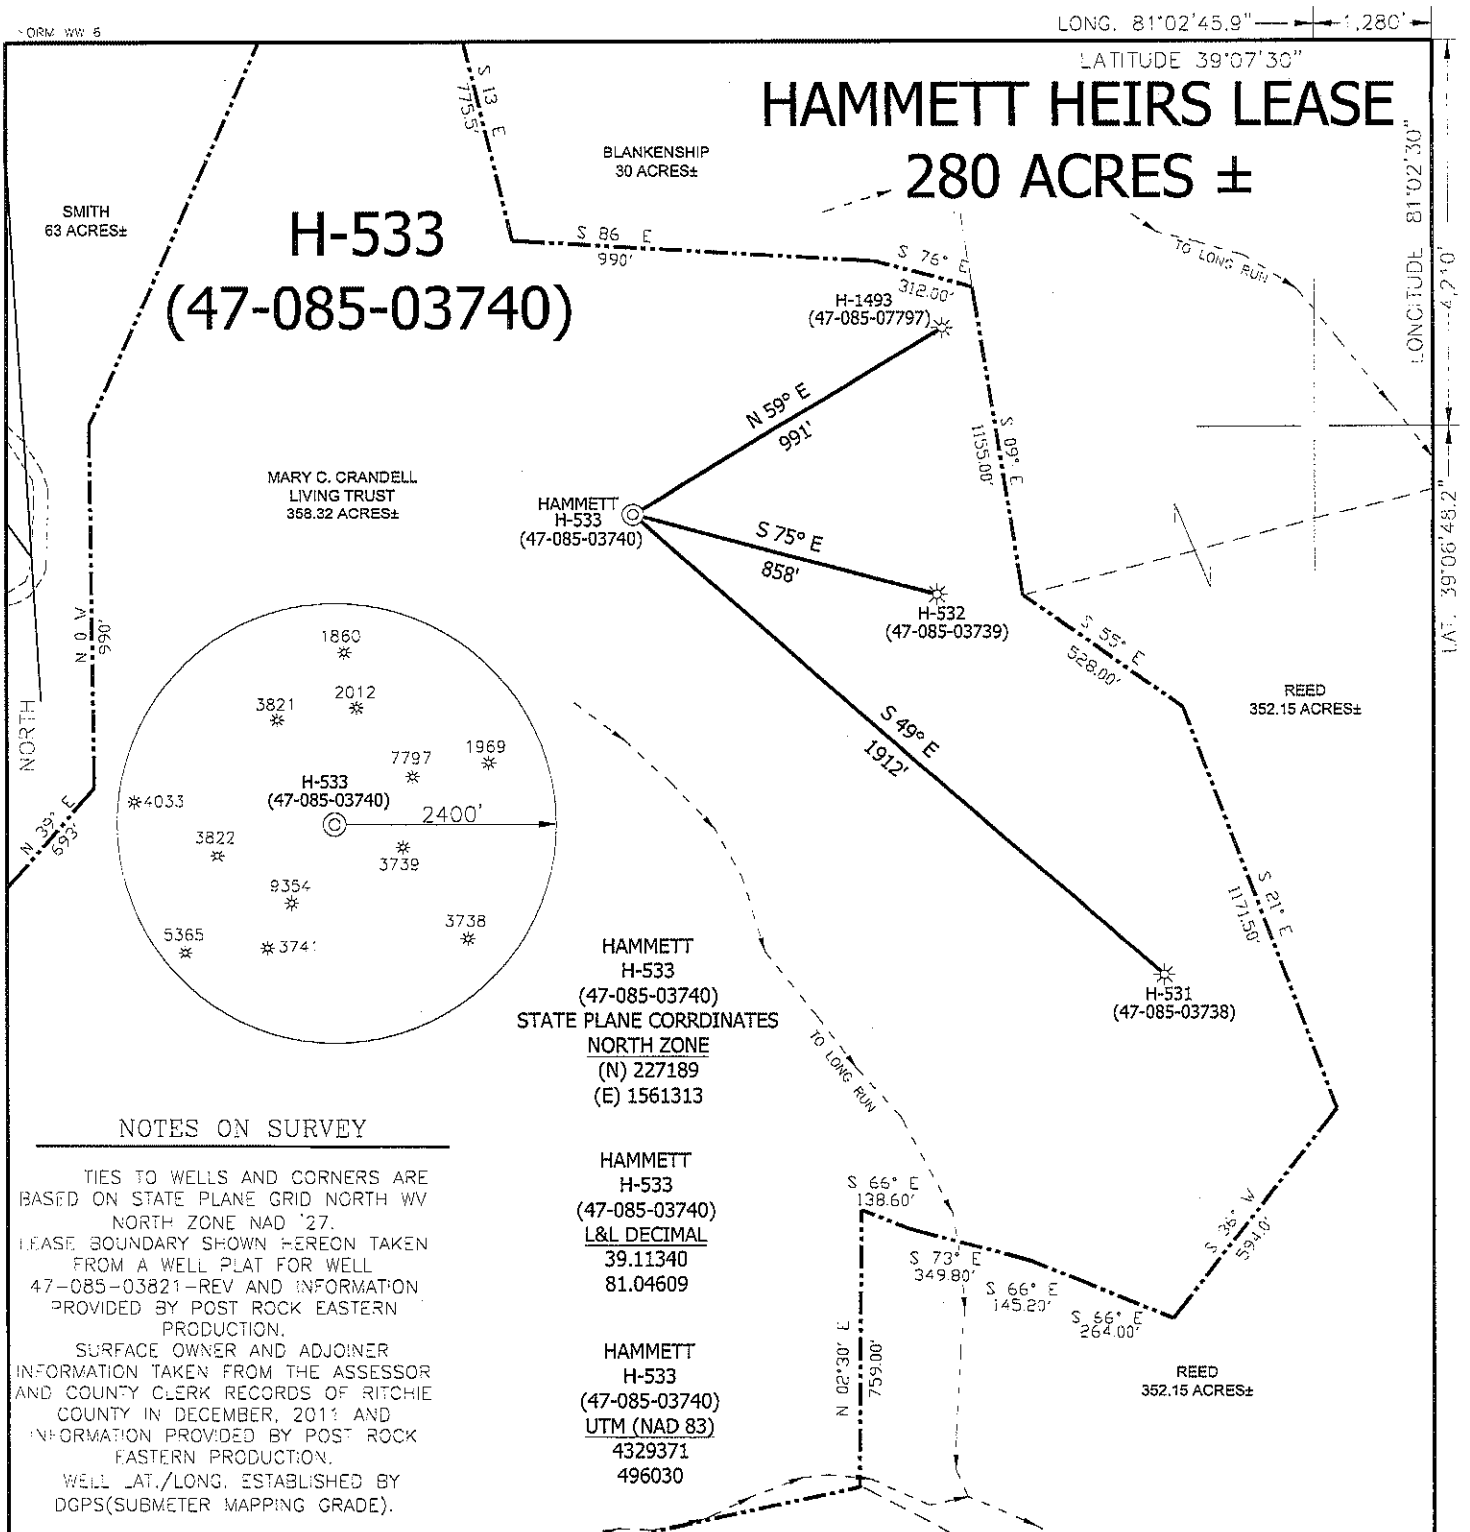 FORM WW 6
LONG. 81°02'45.9"
1,280'
LATITUDE 39°07'30"
HAMMETT HEIRS LEASE
280 ACRES ±
LONGITUDE 81°02'30"
4,210'
LAT. 39°06'48.2"
S 13 E
775.5'
BLANKENSHIP
30 ACRES±
SMITH
63 ACRES±
H-533
(47-085-03740)
S 86 E
990'
S 76° E
312.00'
TO LONG RUN
H-1493
(47-085-07797)
N 59° E
991'
S 09° E
1155.00'
MARY C. CRANDELL
LIVING TRUST
358.32 ACRES±
HAMMETT
H-533
(47-085-03740)
S 75° E
858'
H-532
(47-085-03739)
S 55° E
528.00'
N 0 W
990'
NORTH
N 39° E
693'
1860
2012
3821
7797
1969
H-533
(47-085-03740)
4033
2400'
3822
3739
9354
3738
5365
S 49° E
1912'
REED
352.15 ACRES±
S 21° E
1171.50'
H-531
(47-085-03738)
HAMMETT
H-533
(47-085-03740)
STATE PLANE CORRDINATES
NORTH ZONE
(N) 227189
(E) 1561313
TO LONG RUN
NOTES ON SURVEY
TIES TO WELLS AND CORNERS ARE
BASED ON STATE PLANE GRID NORTH WV
NORTH ZONE NAD '27.
LEASE BOUNDARY SHOWN HEREON TAKEN
FROM A WELL PLAT FOR WELL
47-085-03821-REV AND INFORMATION
PROVIDED BY POST ROCK EASTERN
PRODUCTION.
SURFACE OWNER AND ADJOINER
INFORMATION TAKEN FROM THE ASSESSOR
AND COUNTY CLERK RECORDS OF RITCHIE
COUNTY IN DECEMBER, 2011 AND
INFORMATION PROVIDED BY POST ROCK
EASTERN PRODUCTION.
WELL LAT./LONG. ESTABLISHED BY
DGPS(SUBMETER MAPPING GRADE).
HAMMETT
H-533
(47-085-03740)
L&L DECIMAL
39.11340
81.04609
HAMMETT
H-533
(47-085-03740)
UTM (NAD 83)
4329371
496030
S 66° E
138.60'
S 73° E
349.80'
S 66° E
145.20'
S 66° E
264.00'
S 36° W
594.0'
N 02°30' E
759.00'
REED
352.15 ACRES±